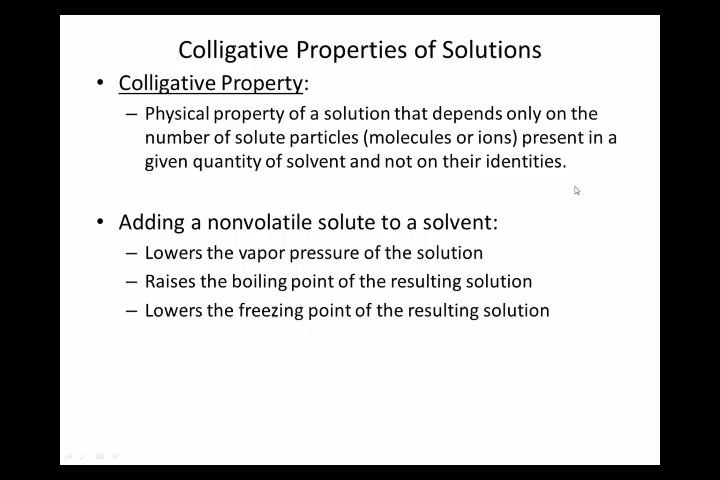 Colligative Properties of Solutions
• Colligative Property:
– Physical property of a solution that depends only on the
number of solute particles (molecules or ions) present in a
given quantity of solvent and not on their identities.
• Adding a nonvolatile solute to a solvent:
– Lowers the vapor pressure of the solution
– Raises the boiling point of the resulting solution
– Lowers the freezing point of the resulting solution